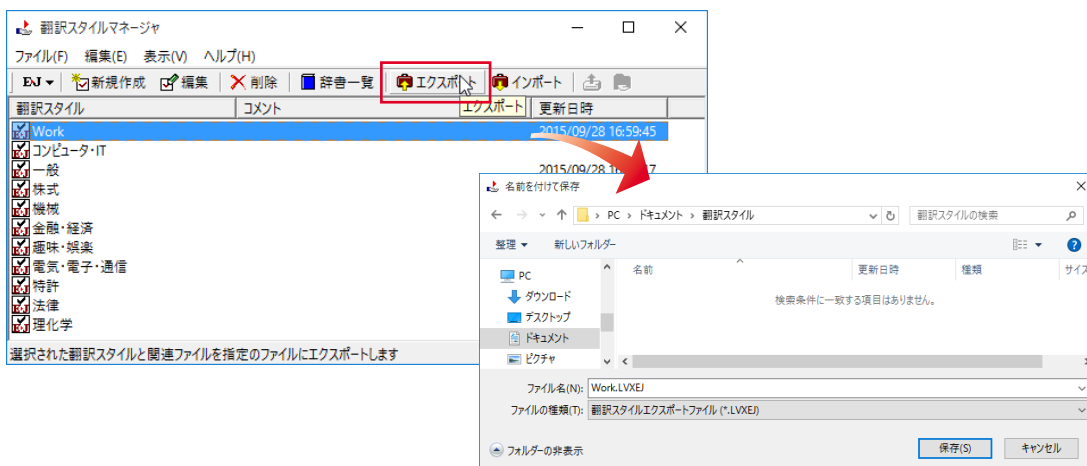 翻訳スタイルマネージャ
ファイル(F) 編集(E) 表示(V) ヘルプ(H)
EJ 新規作成 編集 削除 辞書一覧 エクスポート インポート
エクスポート
翻訳スタイル コメント 更新日時
Work 2015/09/28 16:59:45
コンピュータ・IT
一般 2015/09/28
株式
機械
金融・経済
趣味・娯楽
電気・電子・通信
特許
法律
理化学
選択された翻訳スタイルと関連ファイルを指定のファイルにエクスポートします
名前を付けて保存
PC › ドキュメント › 翻訳スタイル 翻訳スタイルの検索
整理 新しいフォルダー
PC
ダウンロード
デスクトップ
ドキュメント
ピクチャ
名前 更新日時 種類 サイズ
検索条件に一致する項目はありません。
ファイル名(N): Work.LVXEJ
ファイルの種類(T): 翻訳スタイルエクスポートファイル (*.LVXEJ)
フォルダーの非表示 保存(S) キャンセル